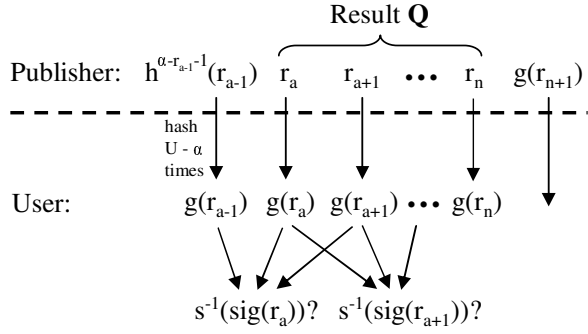 Result Q
Publisher: h^{α-r_{a-1}-1}(r_{a-1}) r_a r_{a+1} ••• r_n g(r_{n+1})
hash
U - α
times
User: g(r_{a-1}) g(r_a) g(r_{a+1}) ••• g(r_n)
s^{-1}(sig(r_a))? s^{-1}(sig(r_{a+1}))?